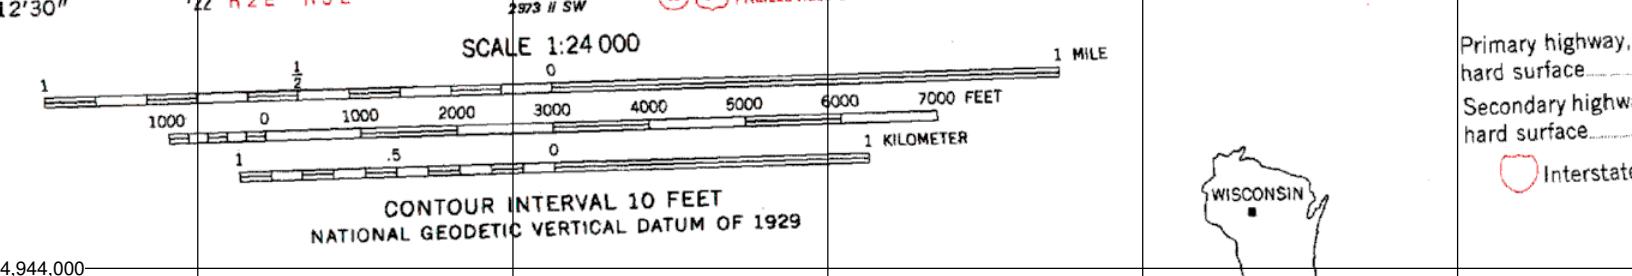 12'30"
2973 II SW
SCALE 1:24 000
1 ½ 0 1 MILE
1000 0 1000 2000 3000 4000 5000 6000 7000 FEET
1 .5 0 1 KILOMETER
CONTOUR INTERVAL 10 FEET
NATIONAL GEODETIC VERTICAL DATUM OF 1929
WISCONSIN
Primary highway,
hard surface
Secondary highw
hard surface
Interstate
4,944,000